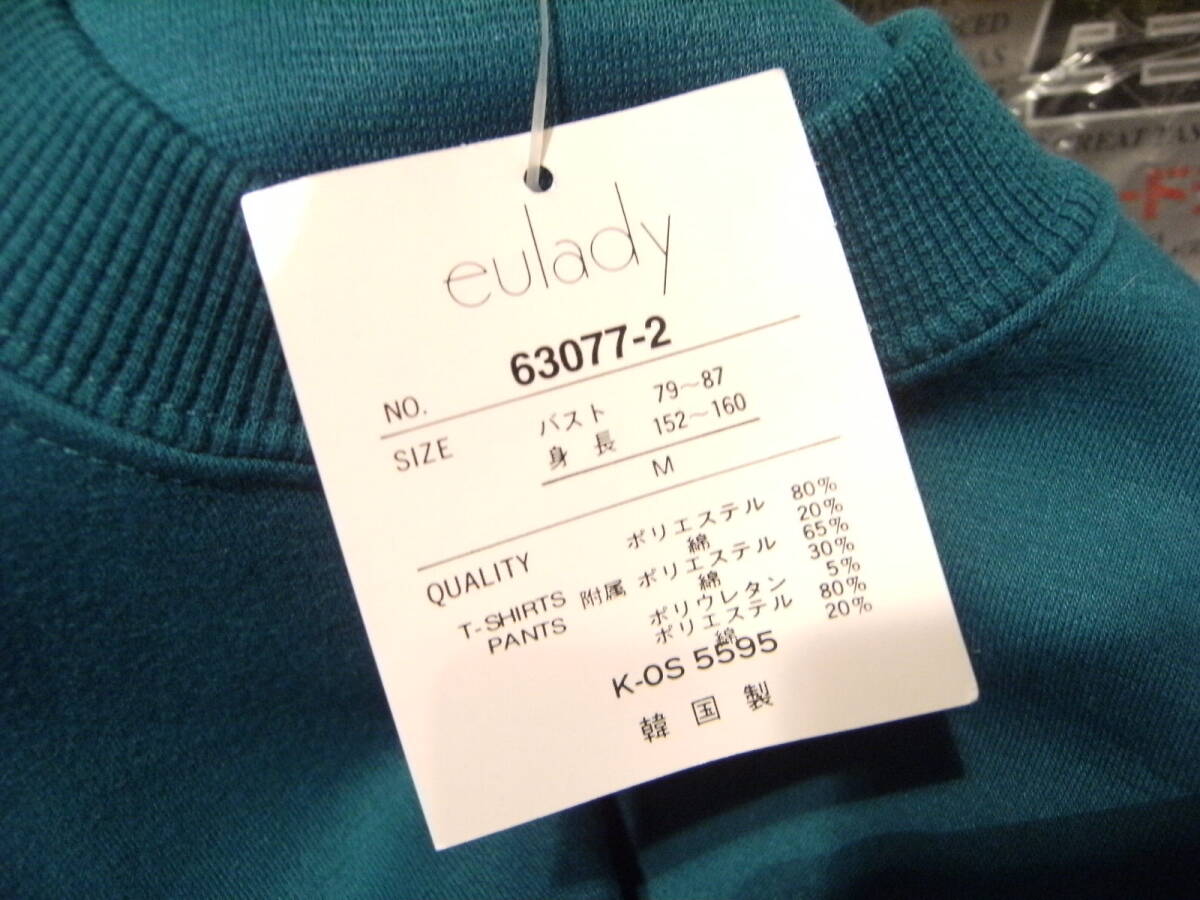 eulady
NO. 63077-2
SIZE バスト 79～87
身長 152～160
M
QUALITY ポリエステル 80%
綿 20%
T-SHIRTS 附属 ポリエステル 65%
綿 30%
ポリウレタン 5%
PANTS ポリエステル 80%
綿 20%
K-OS 5595
韓国製
ード